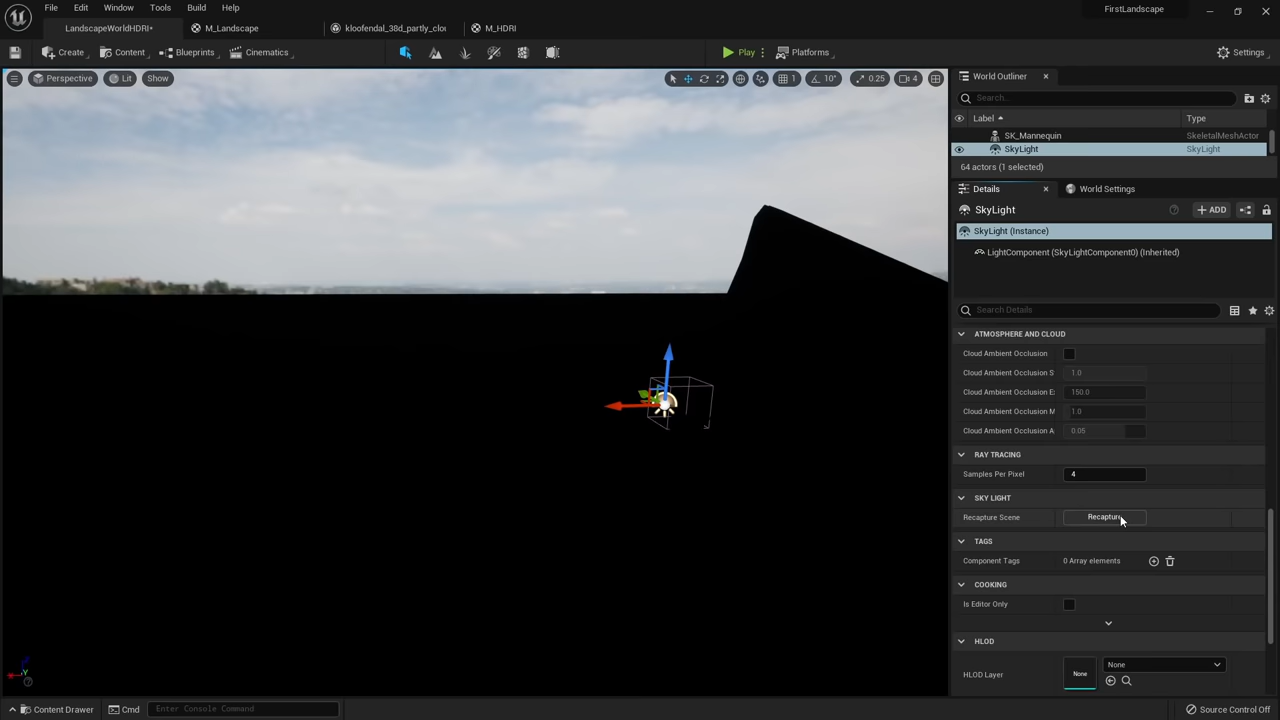 File Edit Window Tools Build Help
FirstLandscape
LandscapeWorldHDRI•
M_Landscape
kloofendal_38d_partly_clou
M_HDRI
Create
Content
Blueprints
Cinematics
Play
Platforms
Settings
Perspective
Lit
Show
1
10°
0.25
4
World Outliner
Search...
Label
Type
SK_Mannequin
SkeletalMeshActor
SkyLight
SkyLight
64 actors (1 selected)
Details
World Settings
SkyLight
ADD
SkyLight (Instance)
LightComponent (SkyLightComponent0) (Inherited)
Search Details
ATMOSPHERE AND CLOUD
Cloud Ambient Occlusion
Cloud Ambient Occlusion S 1.0
Cloud Ambient Occlusion E 150.0
Cloud Ambient Occlusion M 1.0
Cloud Ambient Occlusion A 0.05
RAY TRACING
Samples Per Pixel 4
SKY LIGHT
Recapture Scene Recapture
TAGS
Component Tags 0 Array elements
COOKING
Is Editor Only
HLOD
HLOD Layer None None
Content Drawer
Cmd
Enter Console Command
Source Control Off